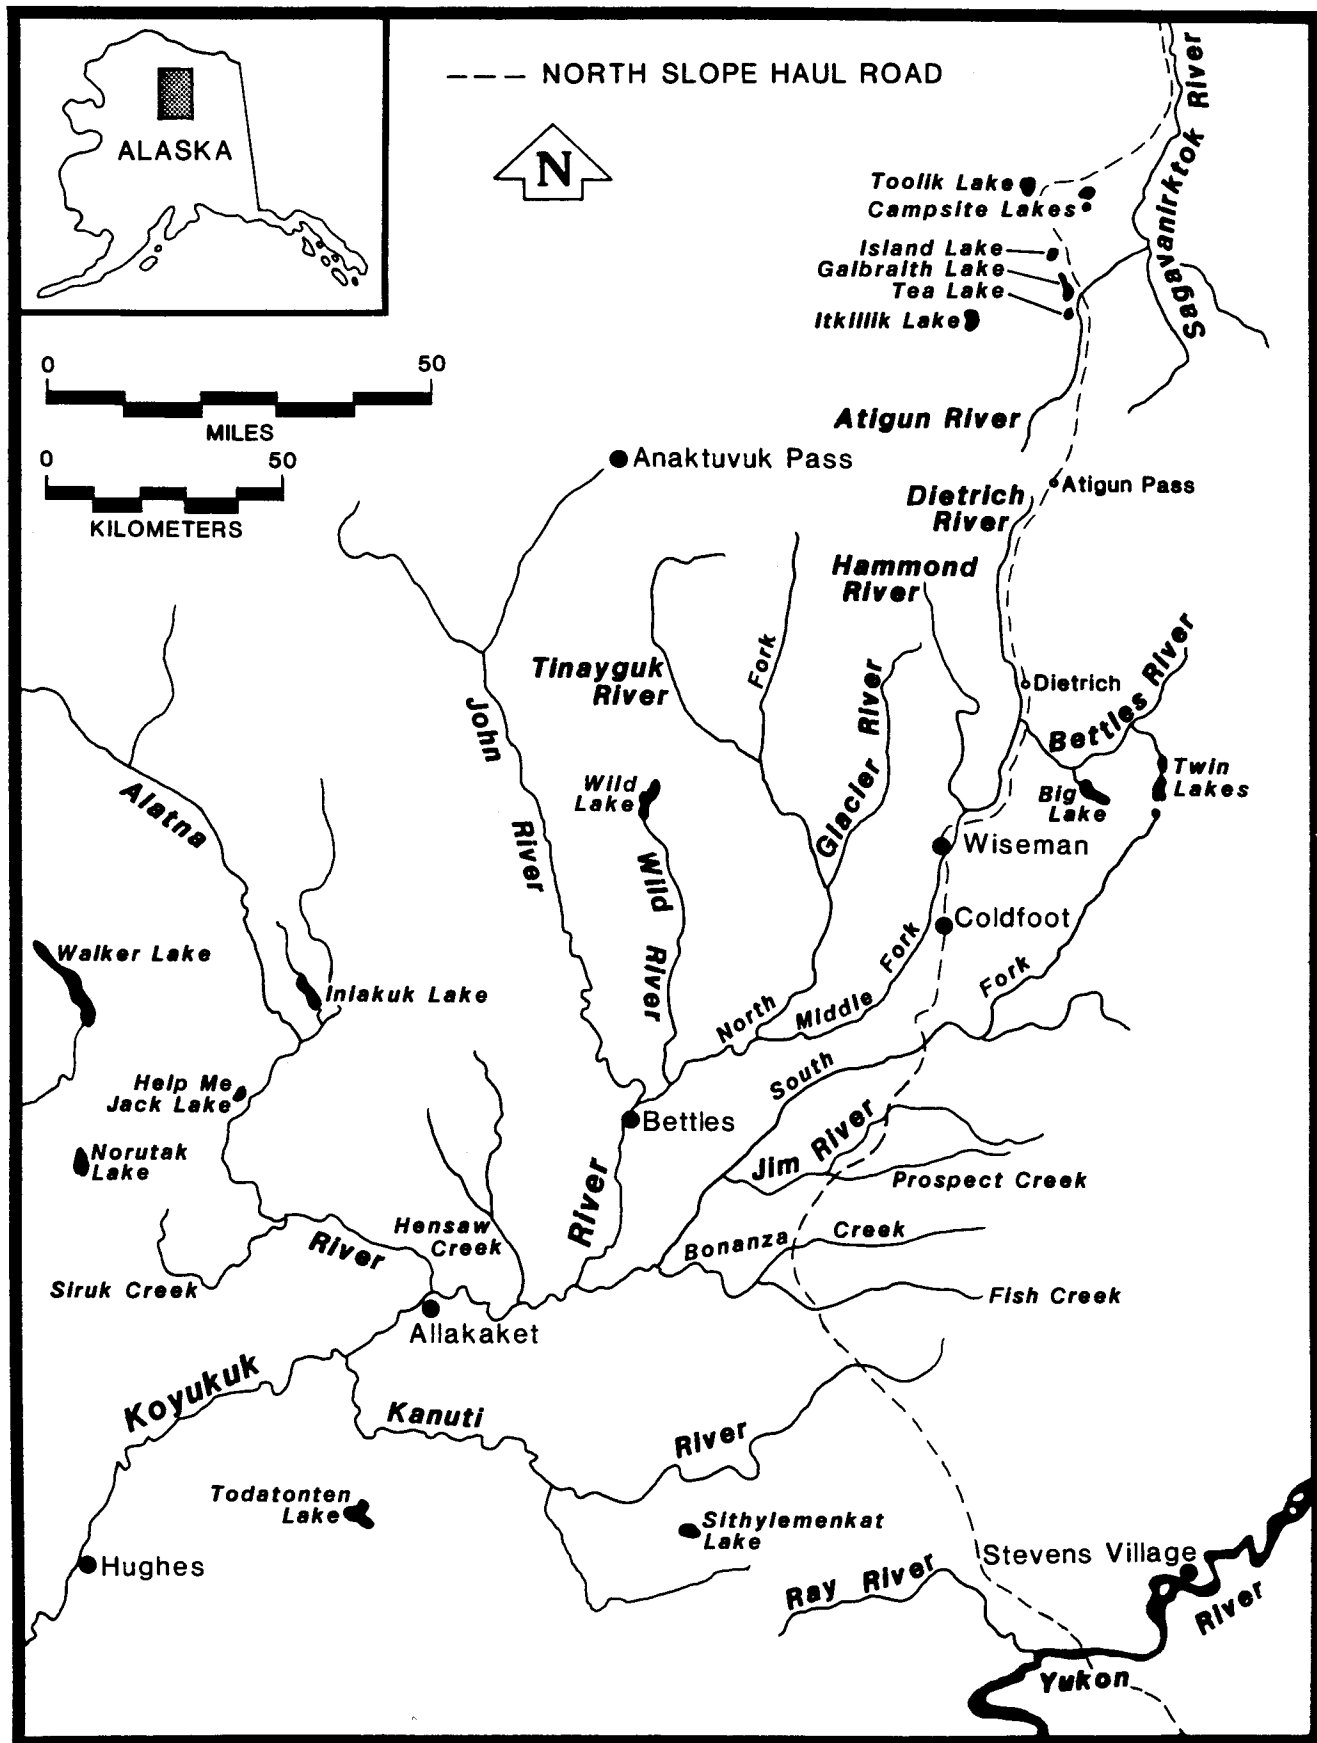 NORTH SLOPE HAUL ROAD
ALASKA
N
Sagavanirktok River
Toolik Lake
Campsite Lakes
Island Lake
Galbraith Lake
Tea Lake
Itkillik Lake
0 50
MILES
0 50
KILOMETERS
Atigun River
Anaktuvuk Pass
Atigun Pass
Dietrich
River
Hammond
River
Tinayguk
River
Fork
Glacier River
Dietrich
Bettles River
John River
Wild
Lake
Wild River
Big
Lake
Twin
Lakes
Alatna
Wiseman
Coldfoot
Walker Lake
Iniakuk Lake
North
Middle Fork
South Fork
Help Me
Jack Lake
Norutak
Lake
Bettles
Jim River
Prospect Creek
River
Hensaw
Creek
River
Bonanza Creek
Siruk Creek
Fish Creek
Allakaket
Koyukuk
Kanuti River
Todatonten
Lake
Sithylemenkat
Lake
Hughes
Stevens Village
Ray River
River
Yukon